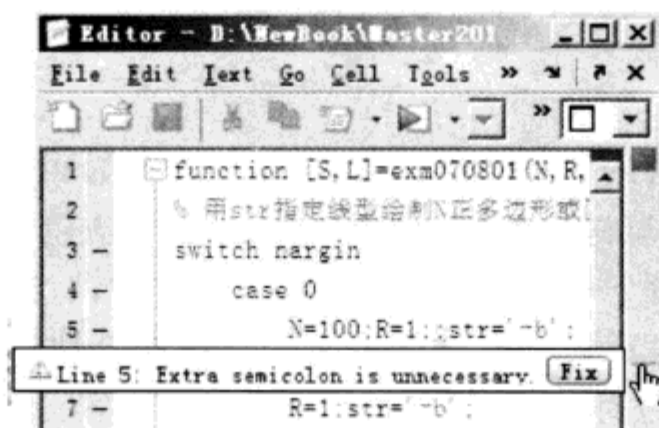 Editor - D:\NewBook\Master201
File Edit Text Go Cell Tools »
»
1 function [S,L]=exm070801(N,R,
2 % 用str指定线型绘制N正多边形或
3 - switch nargin
4 - case 0
5 - N=100;R=1;;str='-b';
Line 5: Extra semicolon is unnecessary. Fix
7 - R=1;str='-b';